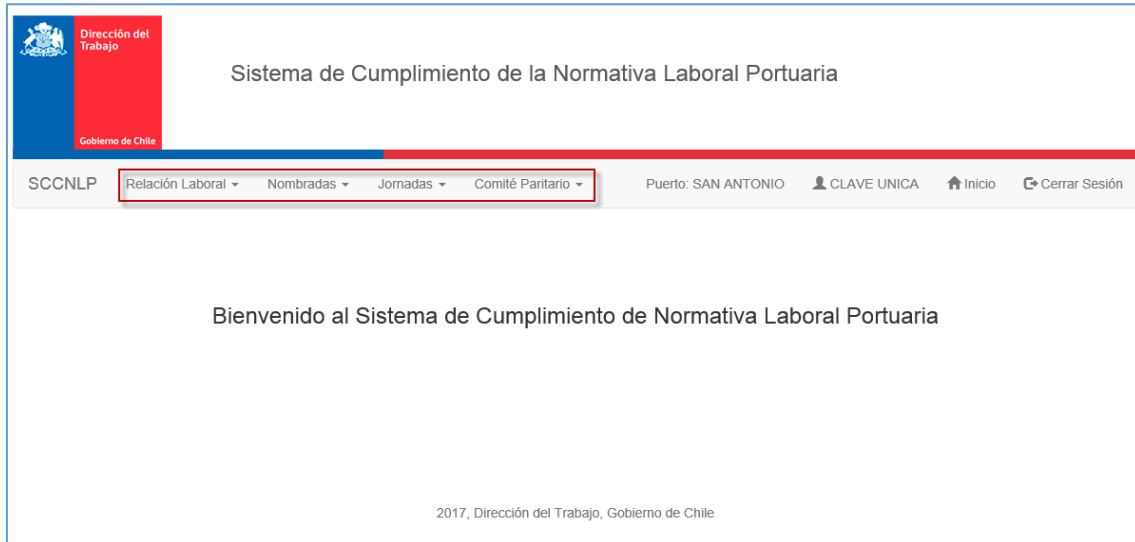 Dirección del
Trabajo
Gobierno de Chile
Sistema de Cumplimiento de la Normativa Laboral Portuaria
SCCNLP Relación Laboral Nombradas Jornadas Comité Paritario Puerto: SAN ANTONIO CLAVE UNICA Inicio Cerrar Sesión
Bienvenido al Sistema de Cumplimiento de Normativa Laboral Portuaria
2017, Dirección del Trabajo, Gobierno de Chile